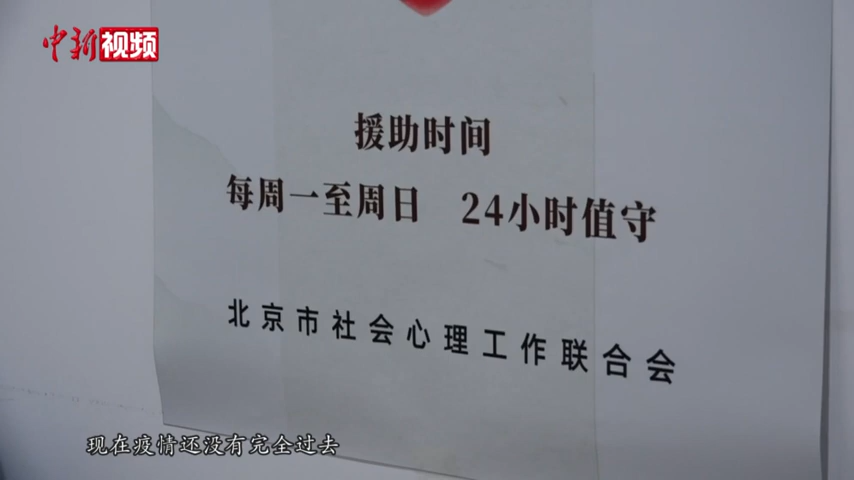 中新视频
援助时间
每周一至周日 24小时值守
北京市社会心理工作联合会
现在疫情还没有完全过去